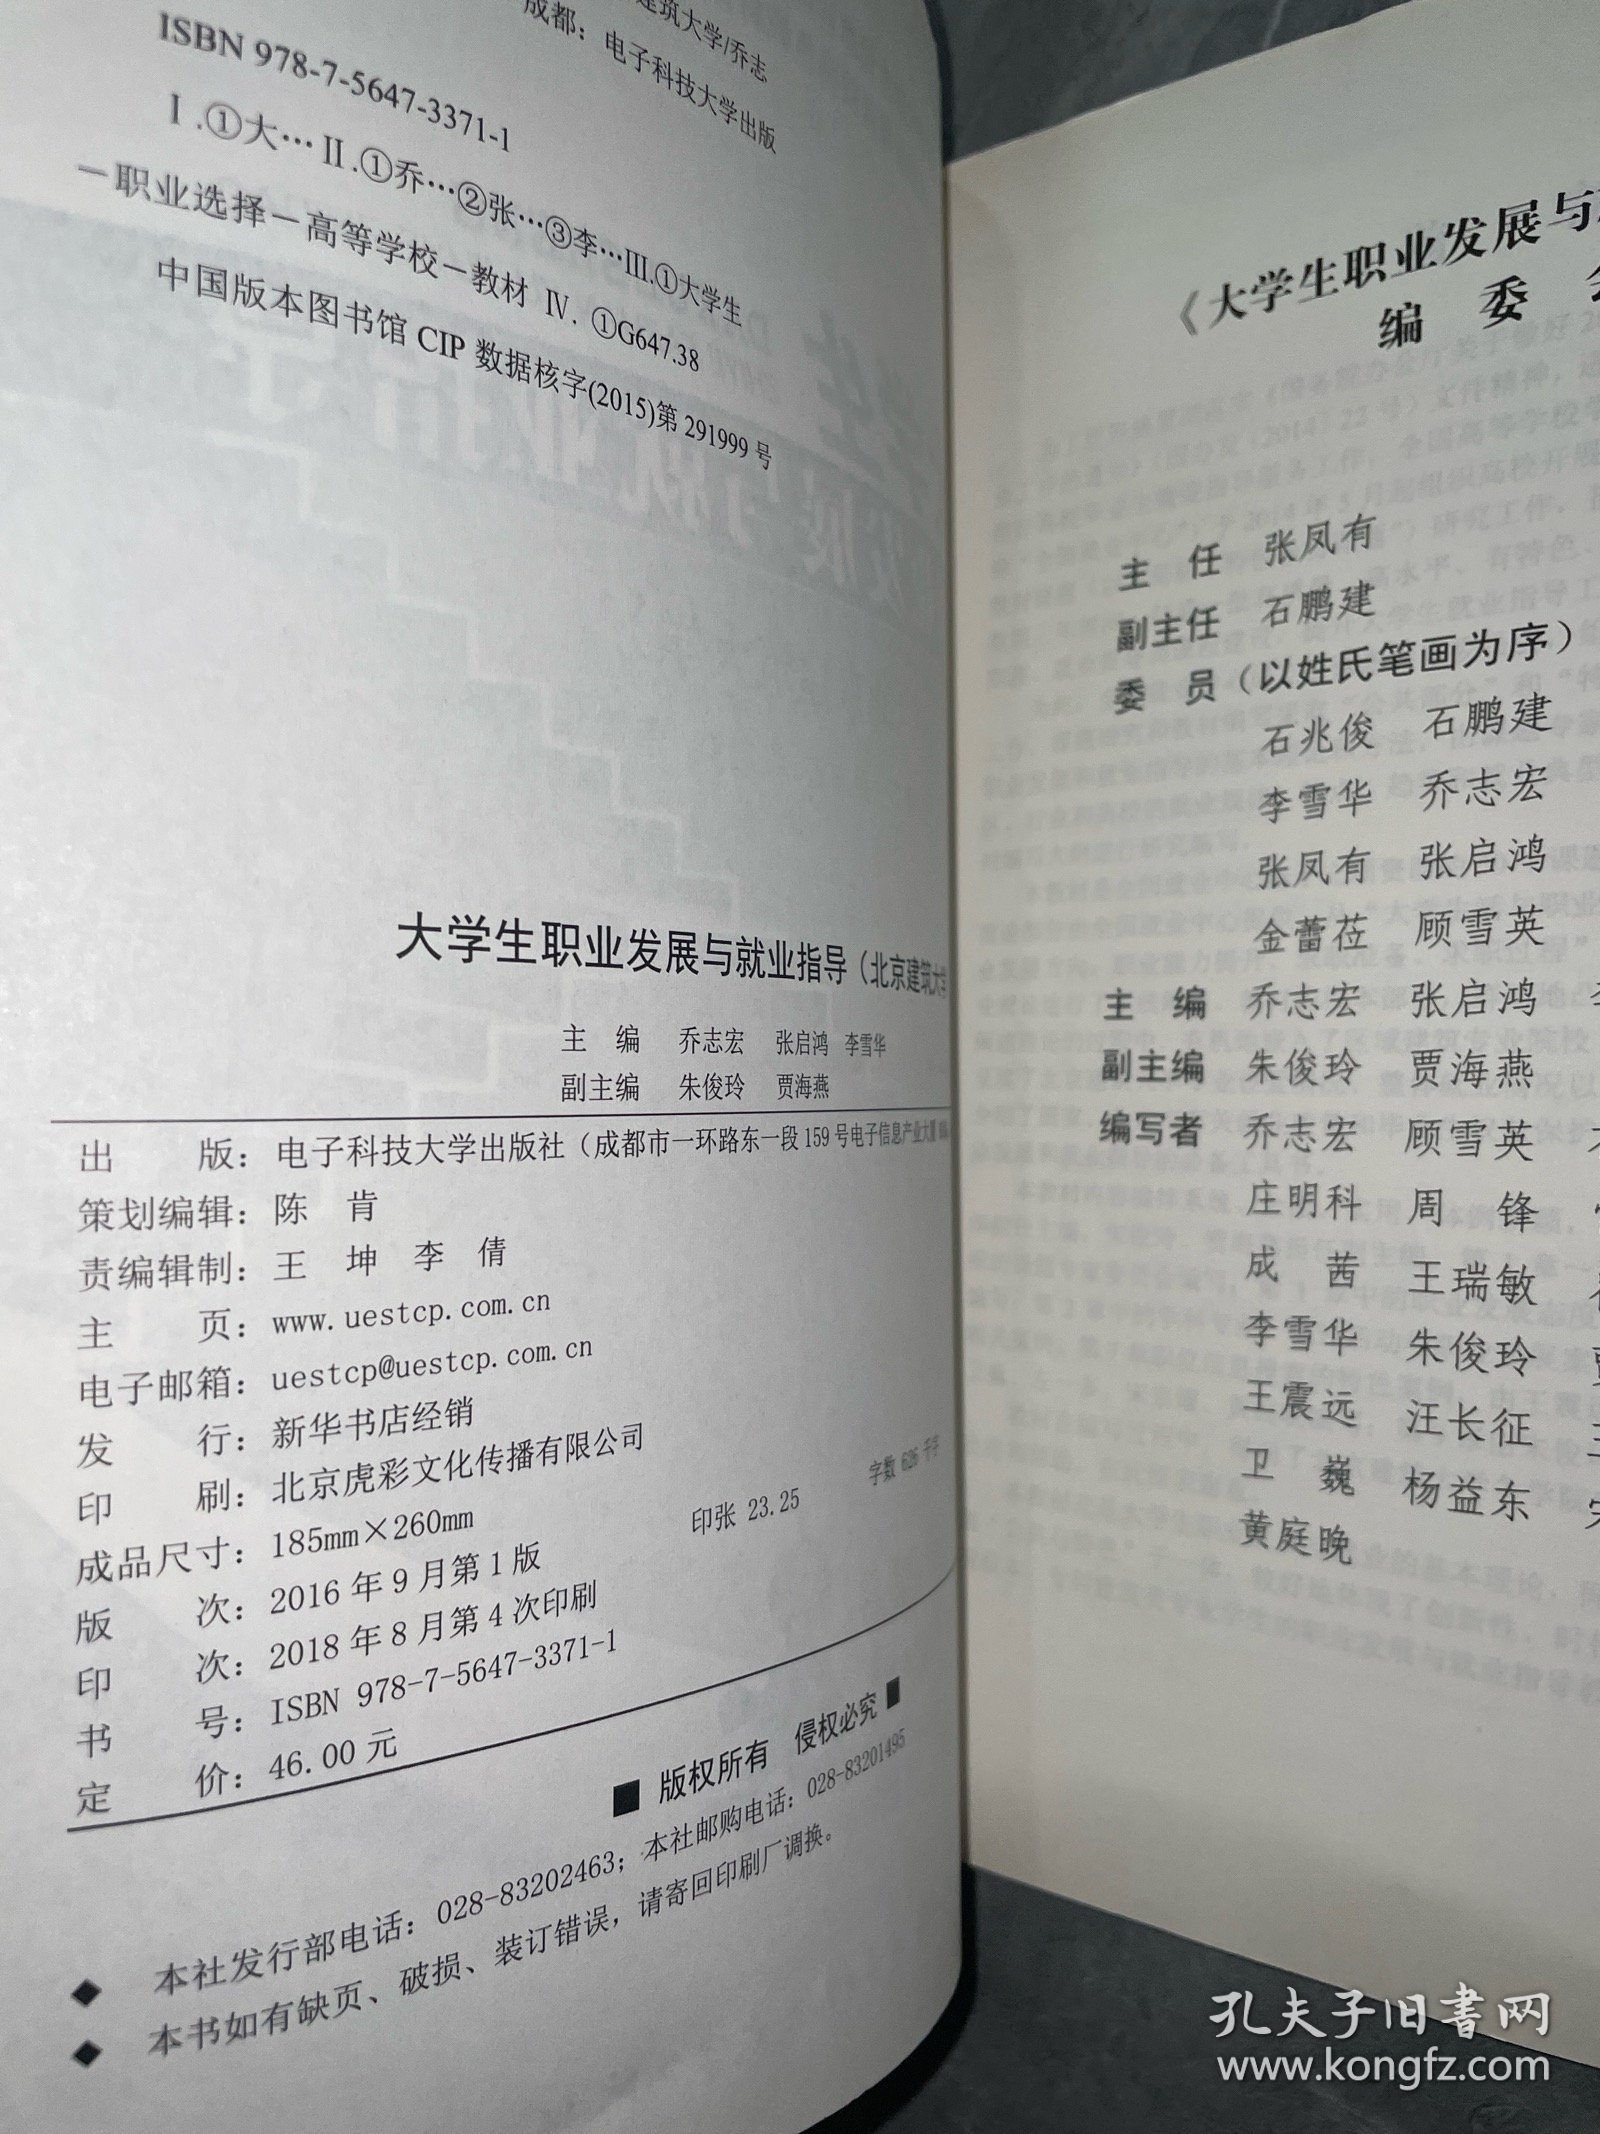 建筑大学/乔志
成都：电子科技大学出版
ISBN 978-7-5647-3371-1
Ⅰ.①大…Ⅱ.①乔…②张…③李…Ⅲ.①大学生
－职业选择－高等学校－教材 Ⅳ. ①G647.38
中国版本图书馆 CIP 数据核字(2015)第 291999 号
大学生职业发展与就业指导（北京建筑大学
主　编　乔志宏　张启鸿　李雪华
副主编　朱俊玲　贾海燕
出　　版：电子科技大学出版社（成都市一环路东一段 159 号电子信息产业大厦
策划编辑：陈　肯
责编辑制：王　坤　李　倩
主　　页：www.uestcp.com.cn
电子邮箱：uestcp@uestcp.com.cn
发　　行：新华书店经销
印　　刷：北京虎彩文化传播有限公司
成品尺寸：185mm×260mm　印张 23.25　字数 626 千字
版　　次：2016 年 9 月第 1 版
印　　次：2018 年 8 月第 4 次印刷
书　　号：ISBN 978-7-5647-3371-1
定　　价：46.00 元
■ 版权所有　侵权必究 ■
◆ 本社发行部电话：028-83202463；本社邮购电话：028-83201495
◆ 本书如有缺页、破损、装订错误，请寄回印刷厂调换。
《大学生职业发展与
编　委
主　任　张凤有
副主任　石鹏建
委　员（以姓氏笔画为序）
石兆俊　石鹏建
李雪华　乔志宏
张凤有　张启鸿
金蕾莅　顾雪英
主　编　乔志宏　张启鸿
副主编　朱俊玲　贾海燕
编写者　乔志宏　顾雪英
庄明科　周　锋
成　茜　王瑞敏
李雪华　朱俊玲
王震远　汪长征
卫　巍　杨益东
黄庭晚
孔夫子旧书网
www.kongfz.com